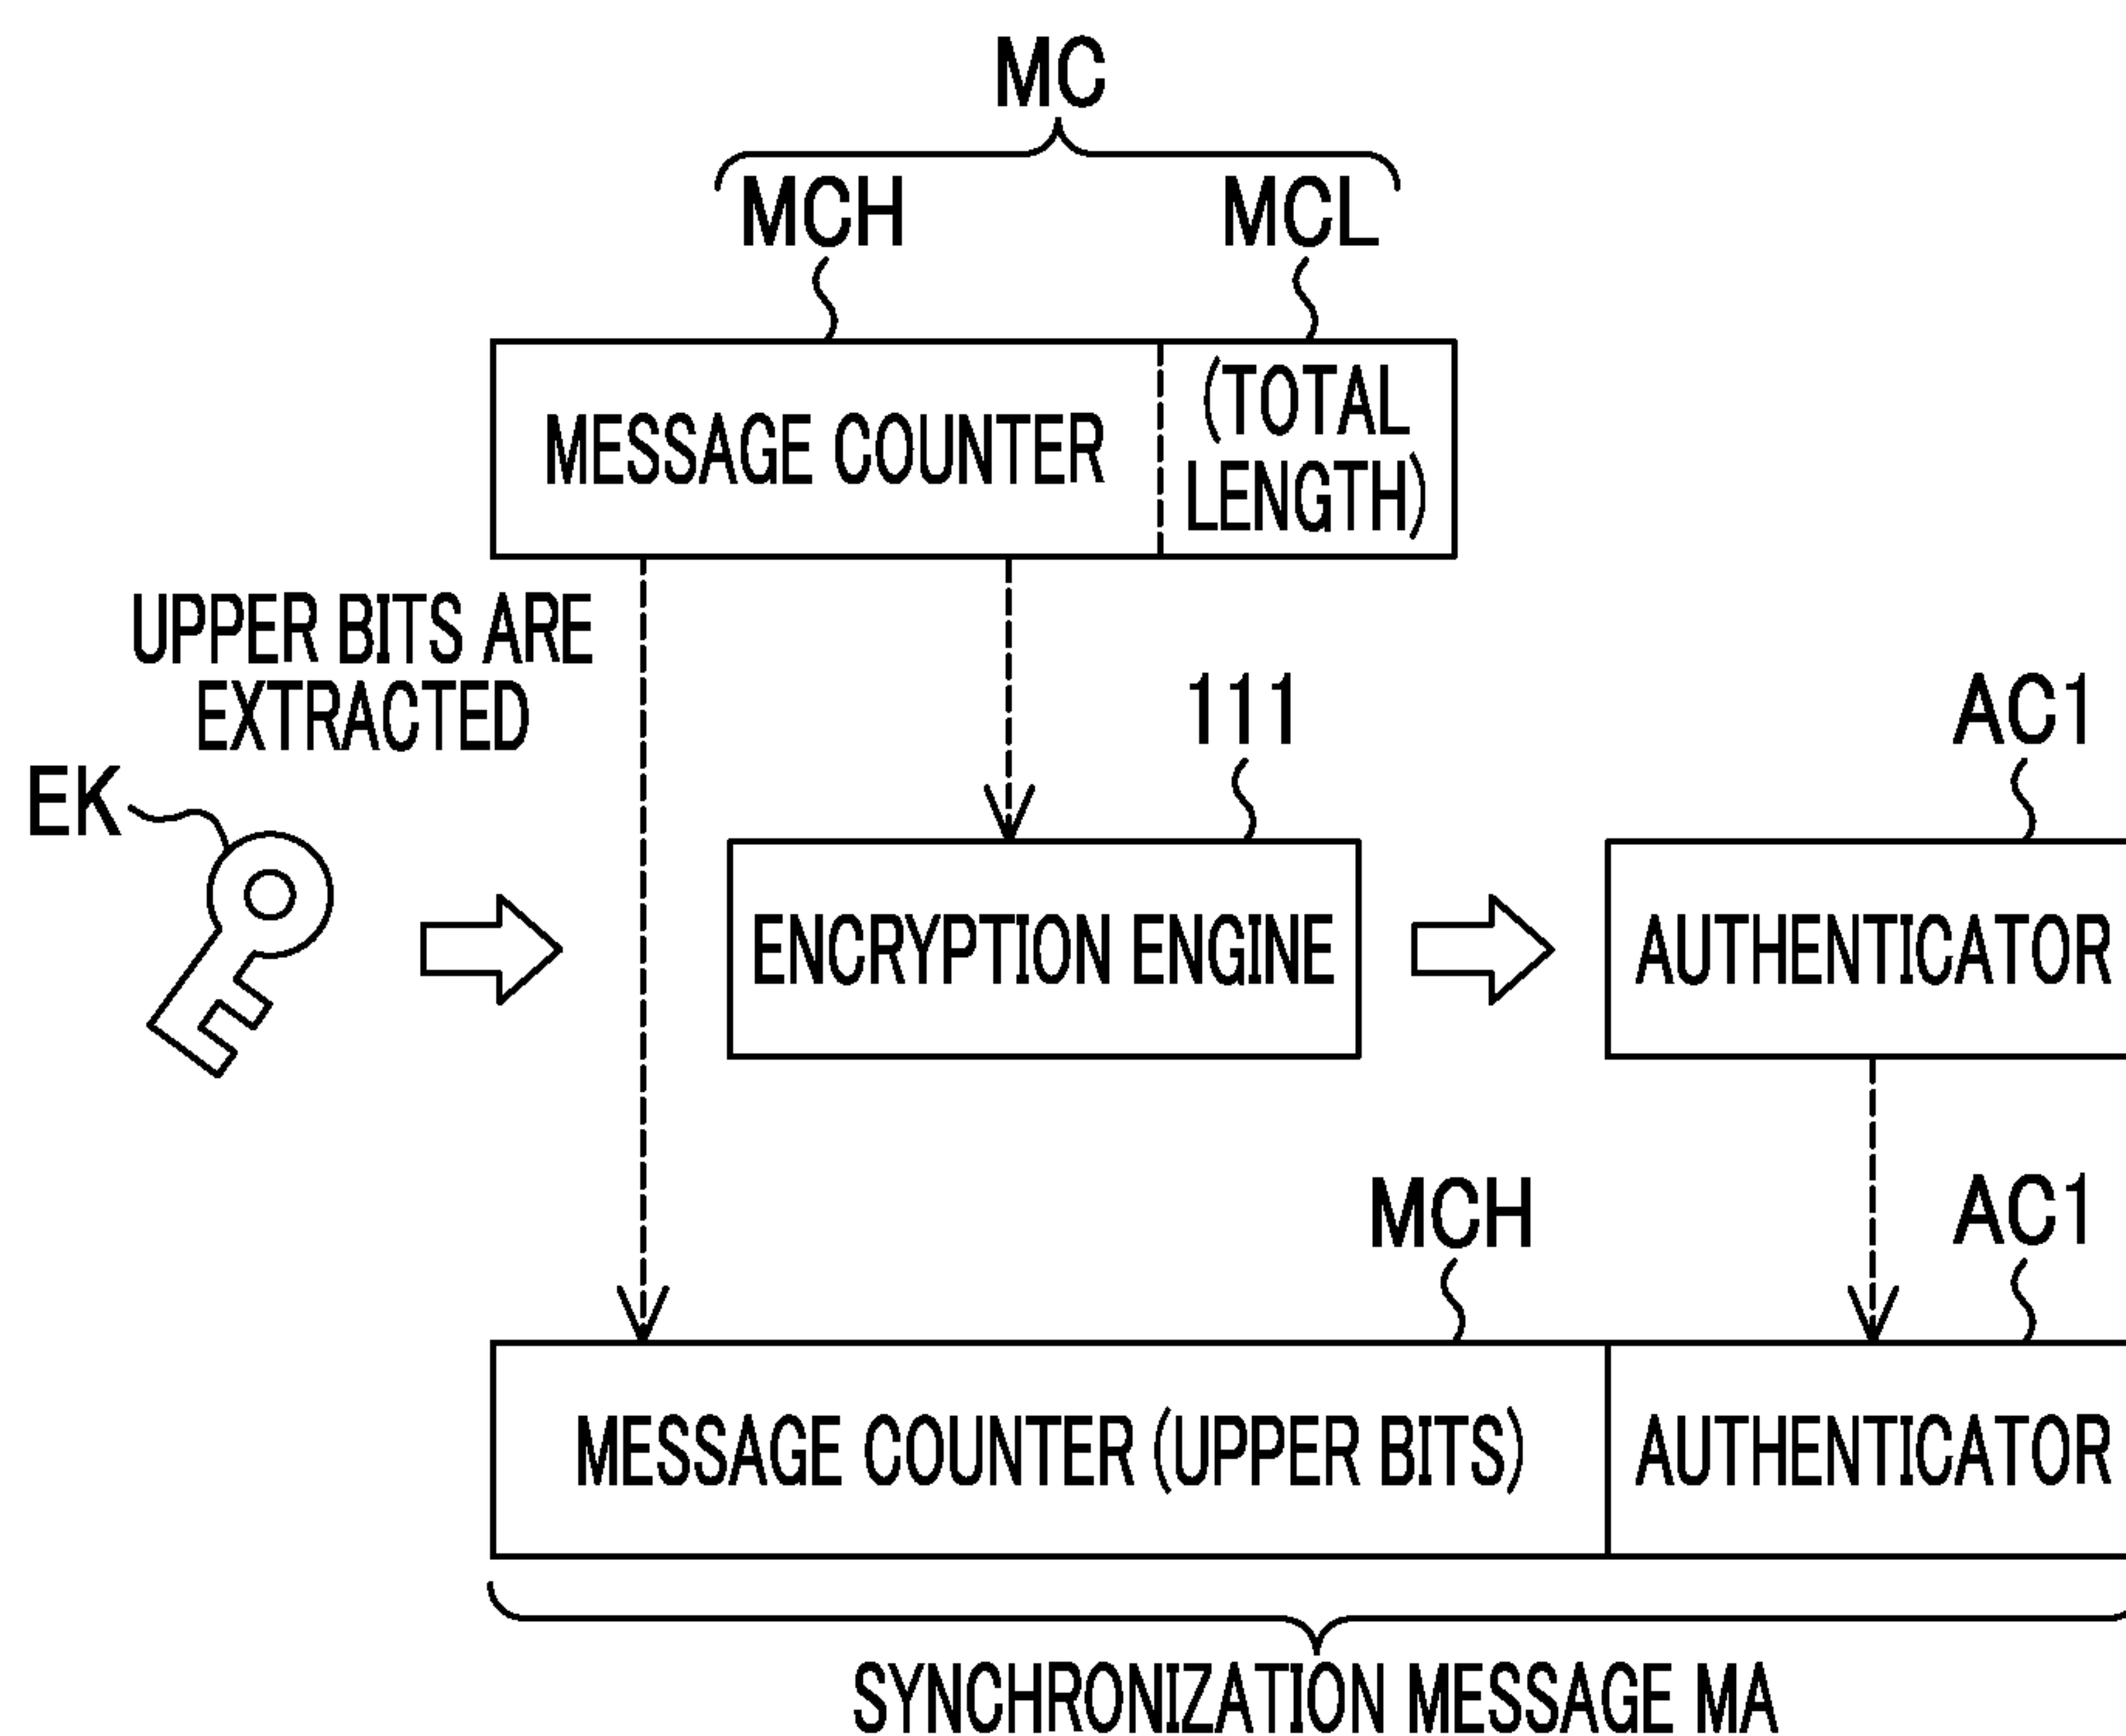 MC
MCH
MCL
MESSAGE COUNTER
(TOTAL
LENGTH)
UPPER BITS ARE
EXTRACTED
EK
111
AC1
ENCRYPTION ENGINE
AUTHENTICATOR
MCH
AC1
MESSAGE COUNTER (UPPER BITS)
AUTHENTICATOR
SYNCHRONIZATION MESSAGE MA